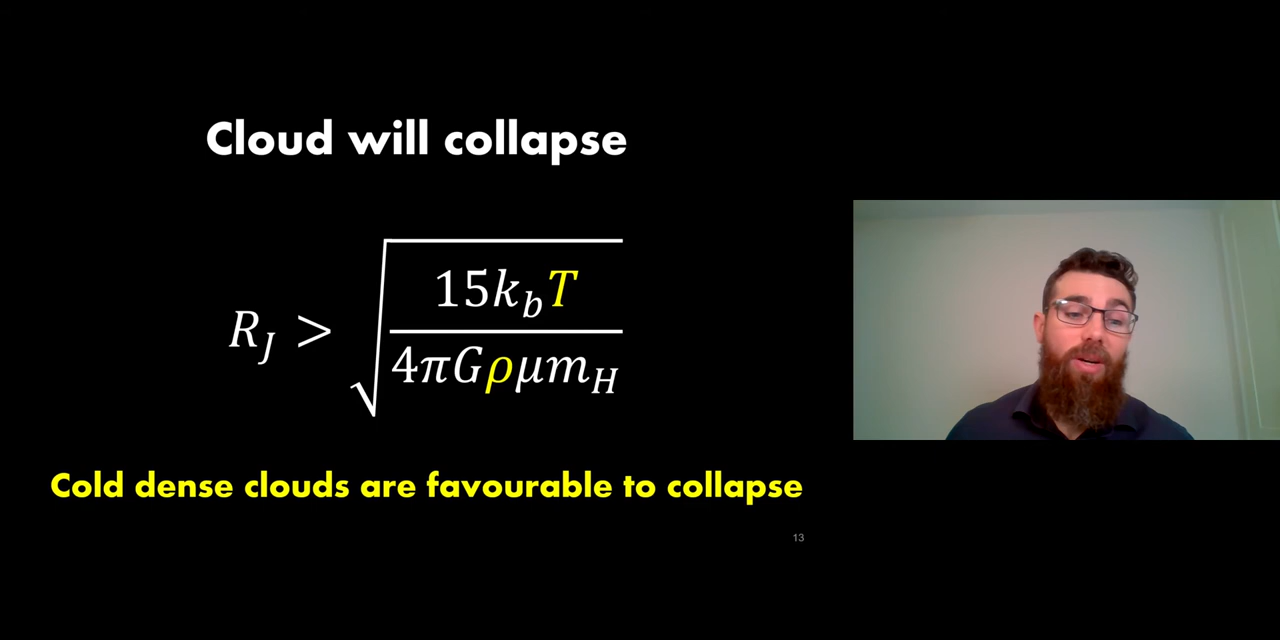 Cloud will collapse
R_J > √(15k_bT / 4πGρμm_H)
Cold dense clouds are favourable to collapse
13